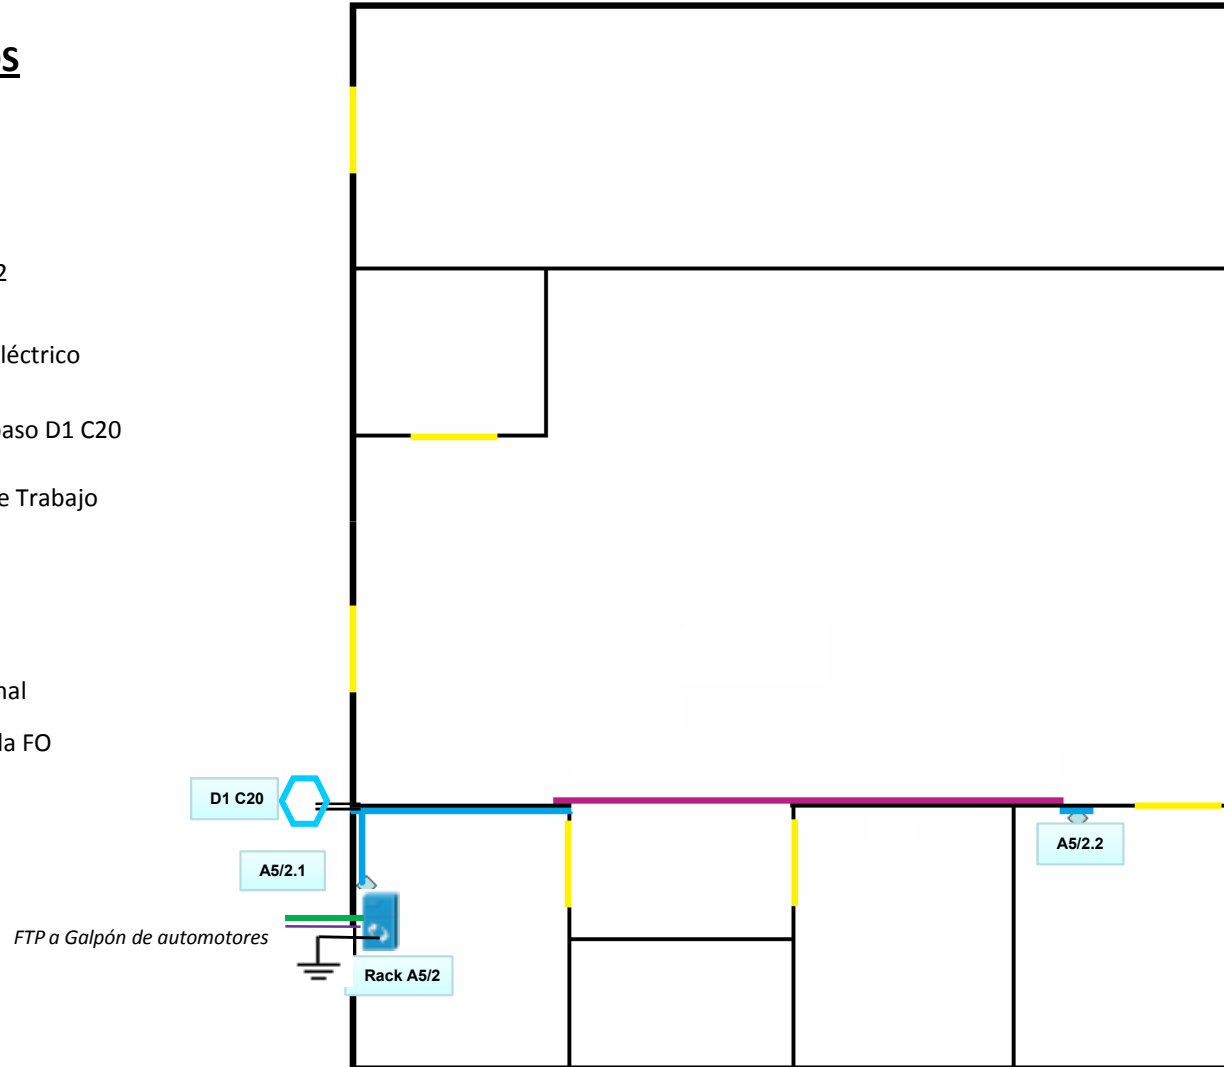 os
2
léctrico
aso D1 C20
e Trabajo
nal
la FO
D1 C20
A5/2.1
A5/2.2
FTP a Galpón de automotores
Rack A5/2